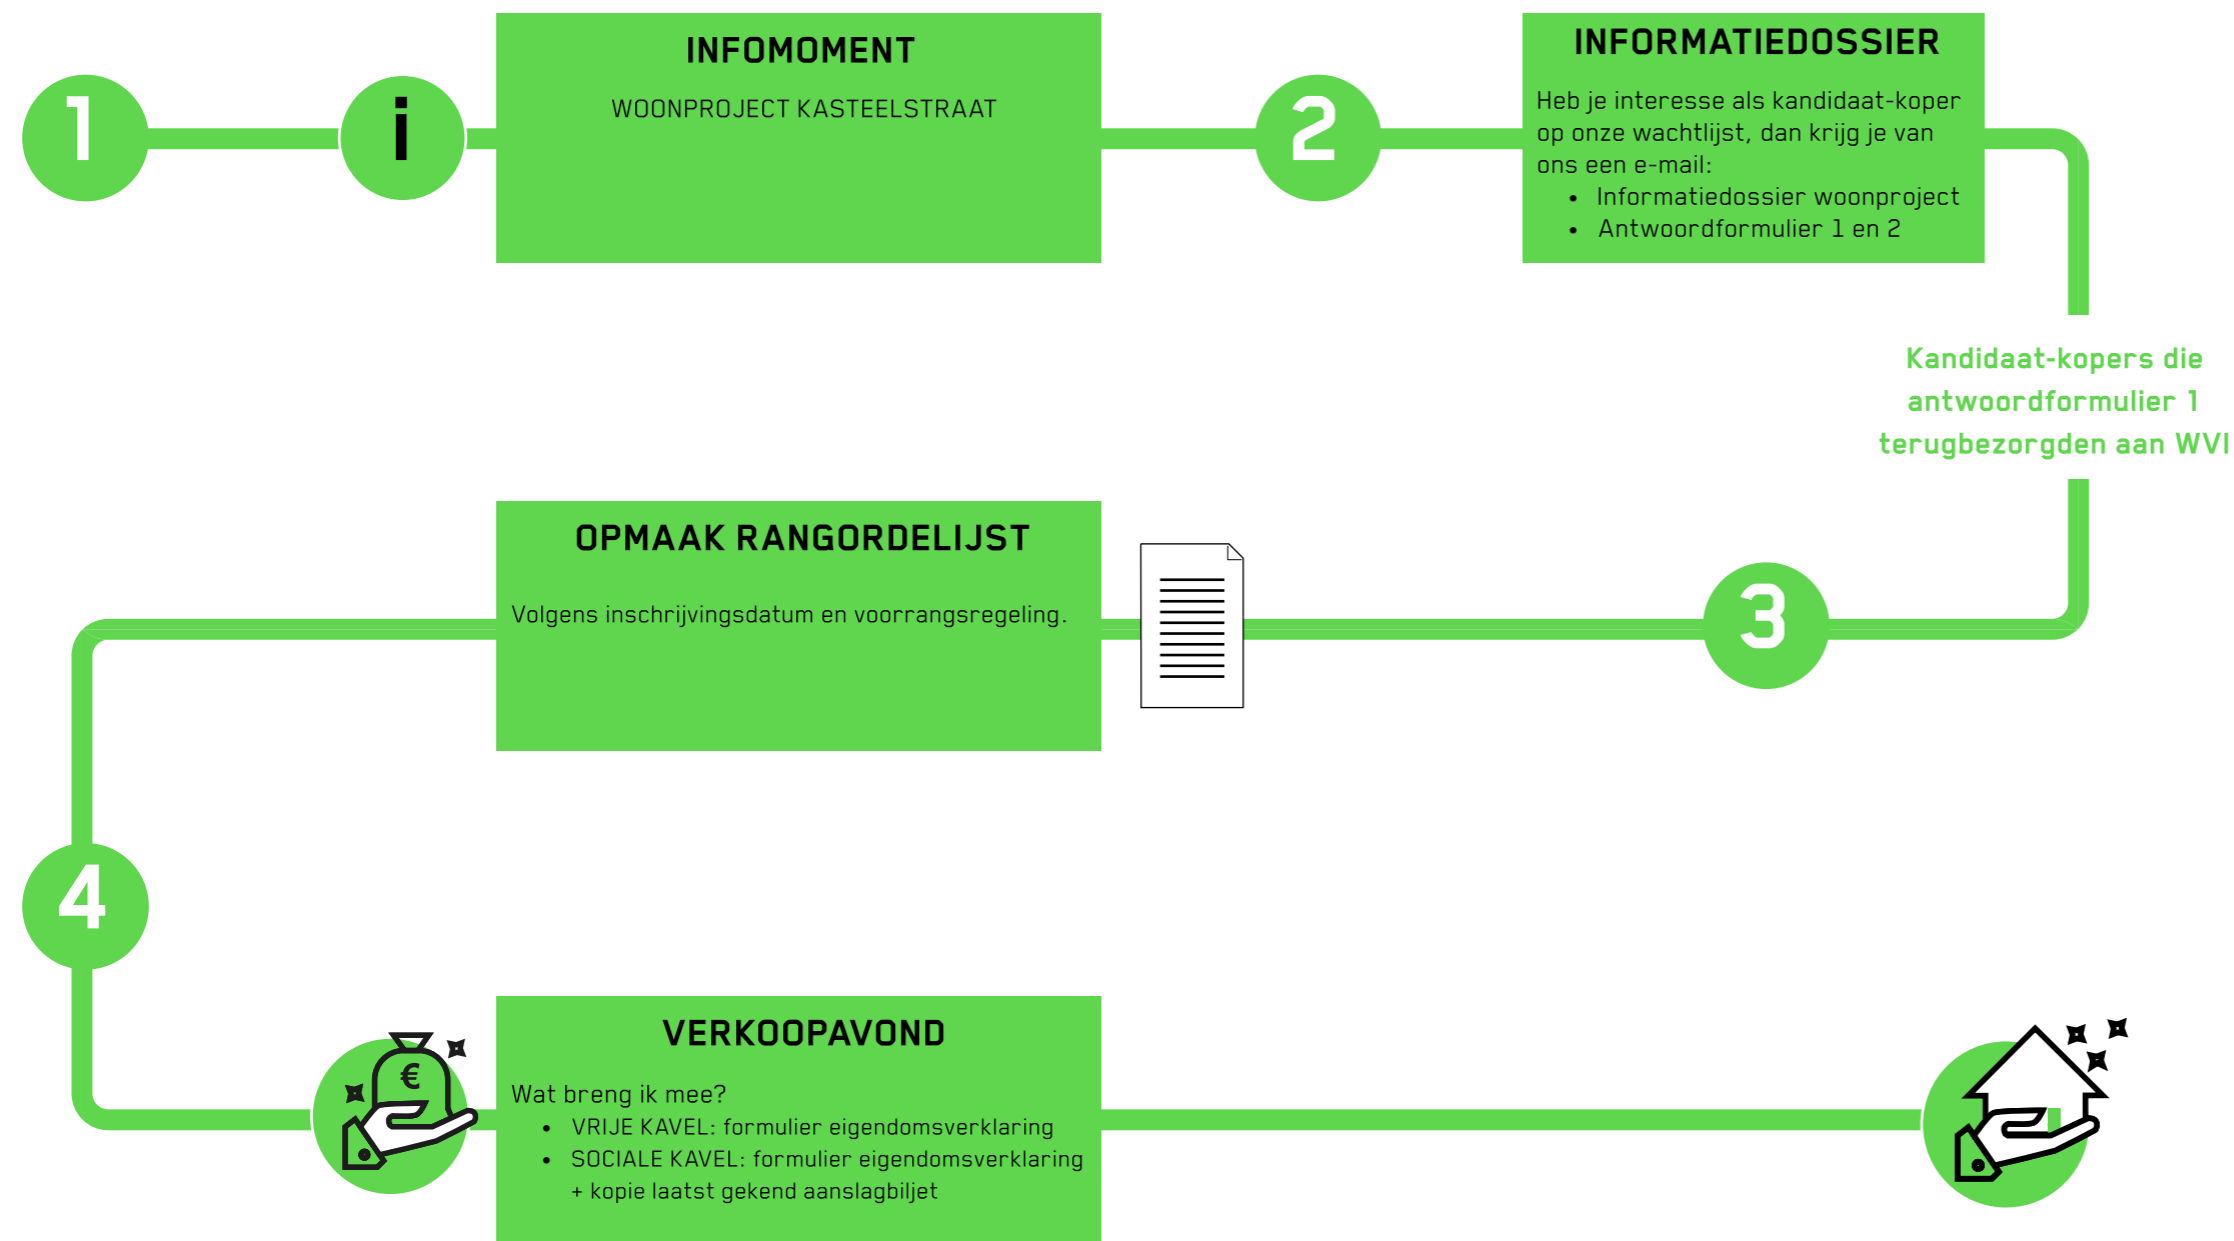 1
i
INFOMOMENT
WOONPROJECT KASTEELSTRAAT
2
INFORMATIEDOSSIER
Heb je interesse als kandidaat-koper
op onze wachtlijst, dan krijg je van
ons een e-mail:
• Informatiedossier woonproject
• Antwoordformulier 1 en 2
Kandidaat-kopers die
antwoordformulier 1
terugbezorgden aan WVI
3
OPMAAK RANGORDELIJST
Volgens inschrijvingsdatum en voorrangsregeling.
4
€
VERKOOPAVOND
Wat breng ik mee?
• VRIJE KAVEL: formulier eigendomsverklaring
• SOCIALE KAVEL: formulier eigendomsverklaring
+ kopie laatst gekend aanslagbiljet